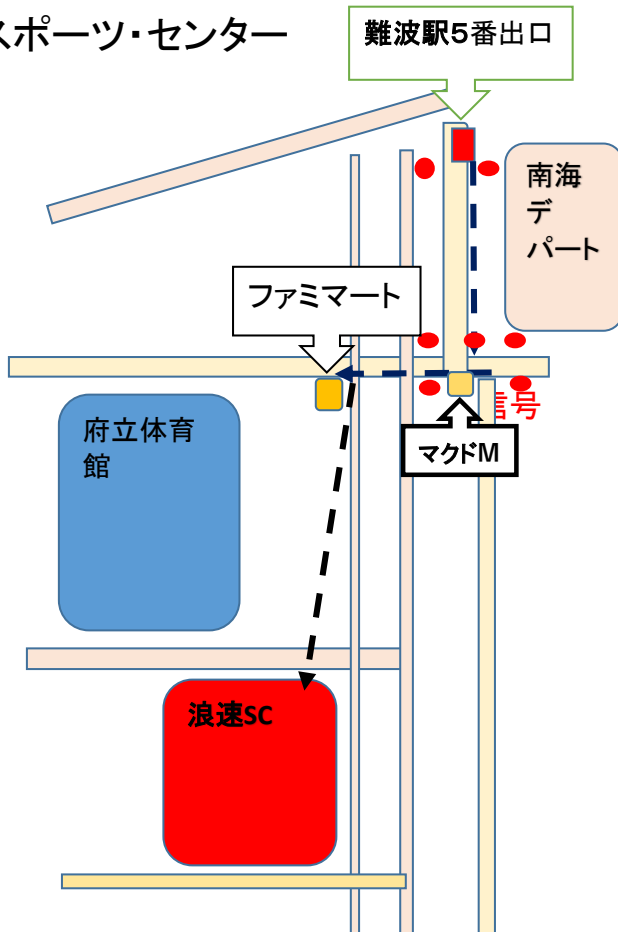 スポーツ・センター
難波駅5番出口
南海
デ
パート
ファミマート
信号
マクドM
府立体育
館
浪速SC